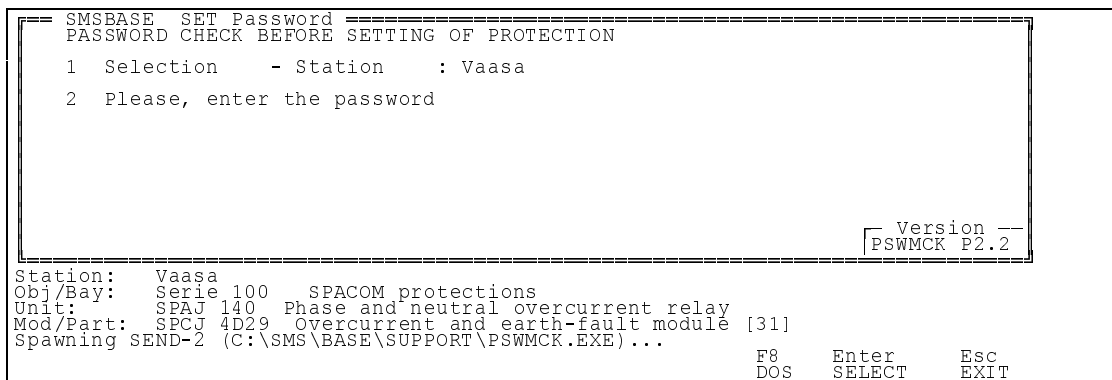 SMSBASE SET Password
PASSWORD CHECK BEFORE SETTING OF PROTECTION
1 Selection - Station : Vaasa
2 Please, enter the password
Version
PSWMCK P2.2
Station: Vaasa
Obj/Bay: Serie 100 SPACOM protections
Unit: SPAJ 140 Phase and neutral overcurrent relay
Mod/Part: SPCJ 4D29 Overcurrent and earth-fault module [31]
Spawning SEND-2 (C:\SMS\BASE\SUPPORT\PSWMCK.EXE)...
F8 Enter Esc
DOS SELECT EXIT